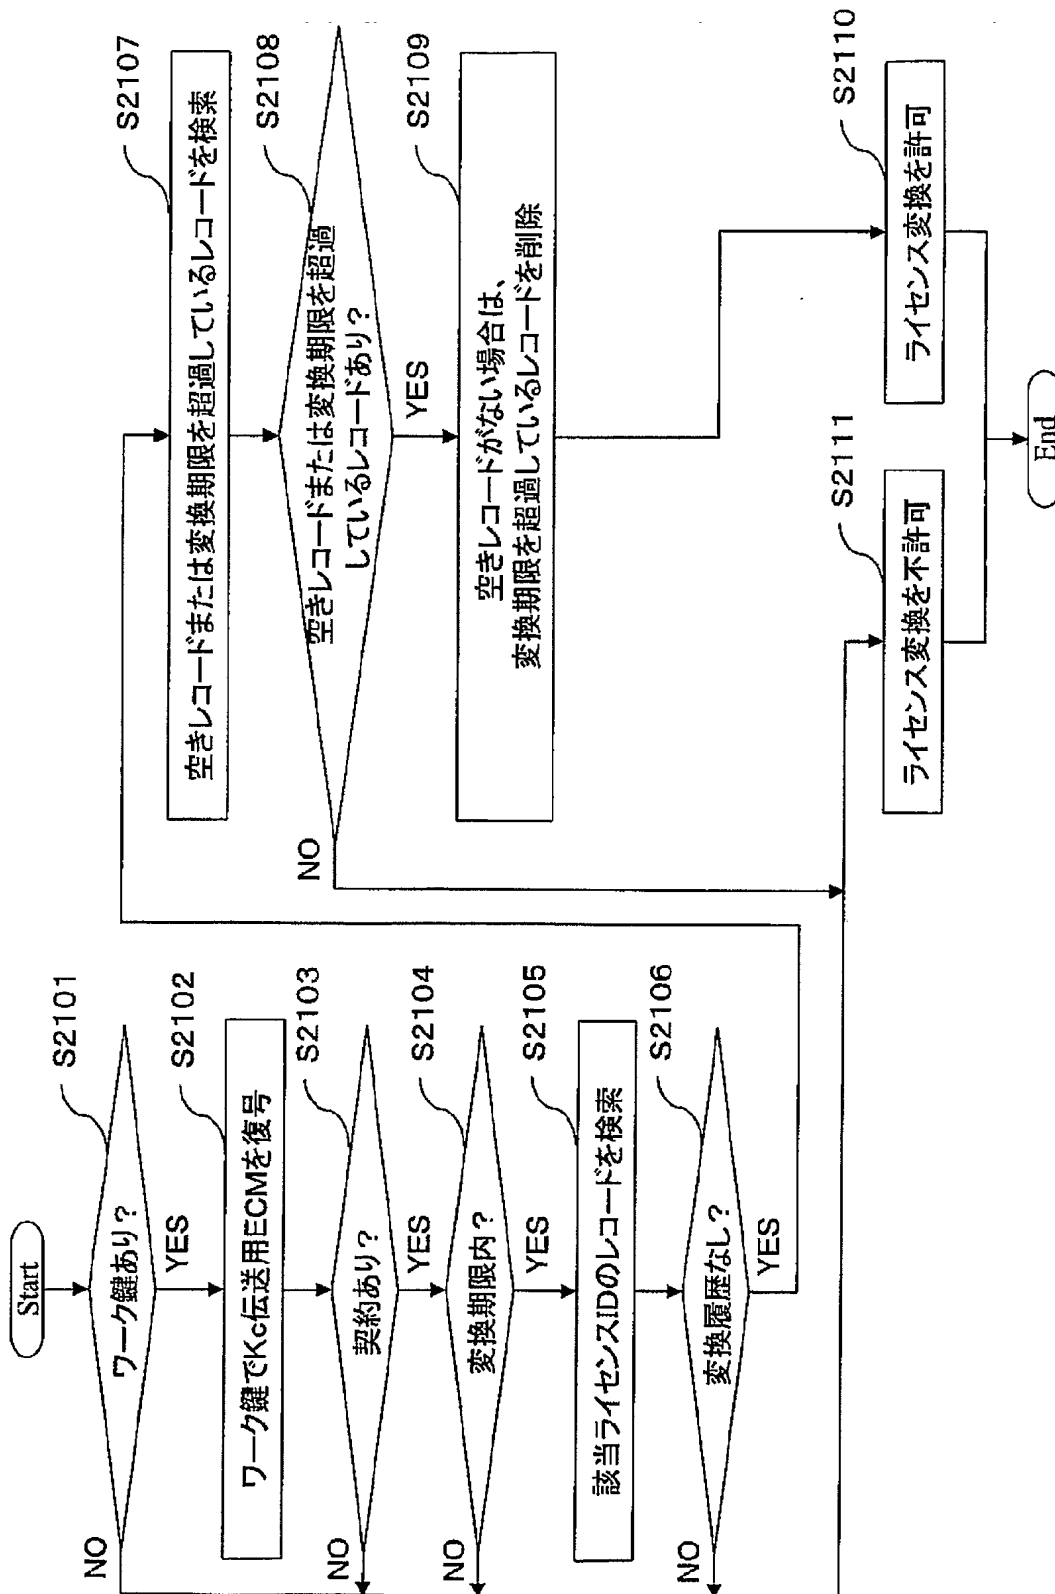 Start
ワーク鍵あり？
S2101
NO
YES
ワーク鍵でKc伝送用ECMを復号
S2102
契約あり？
S2103
NO
YES
変換期限内？
S2104
NO
YES
該当ライセンスIDのレコードを検索
S2105
変換履歴なし？
S2106
NO
YES
空きレコードまたは変換期限を超過しているレコードを検索
S2107
空きレコードまたは変換期限を超過
しているレコードあり？
S2108
NO
YES
空きレコードがない場合は、
変換期限を超過しているレコードを削除
S2109
ライセンス変換を許可
S2110
ライセンス変換を不許可
S2111
End